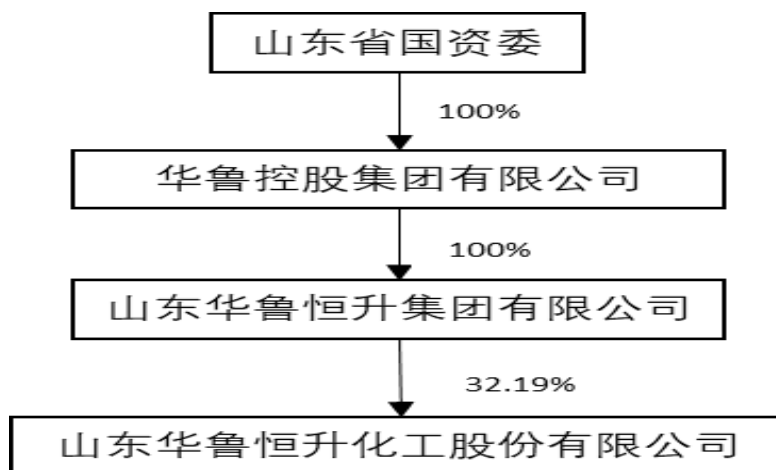 山东省国资委
100%
华鲁控股集团有限公司
100%
山东华鲁恒升集团有限公司
32.19%
山东华鲁恒升化工股份有限公司